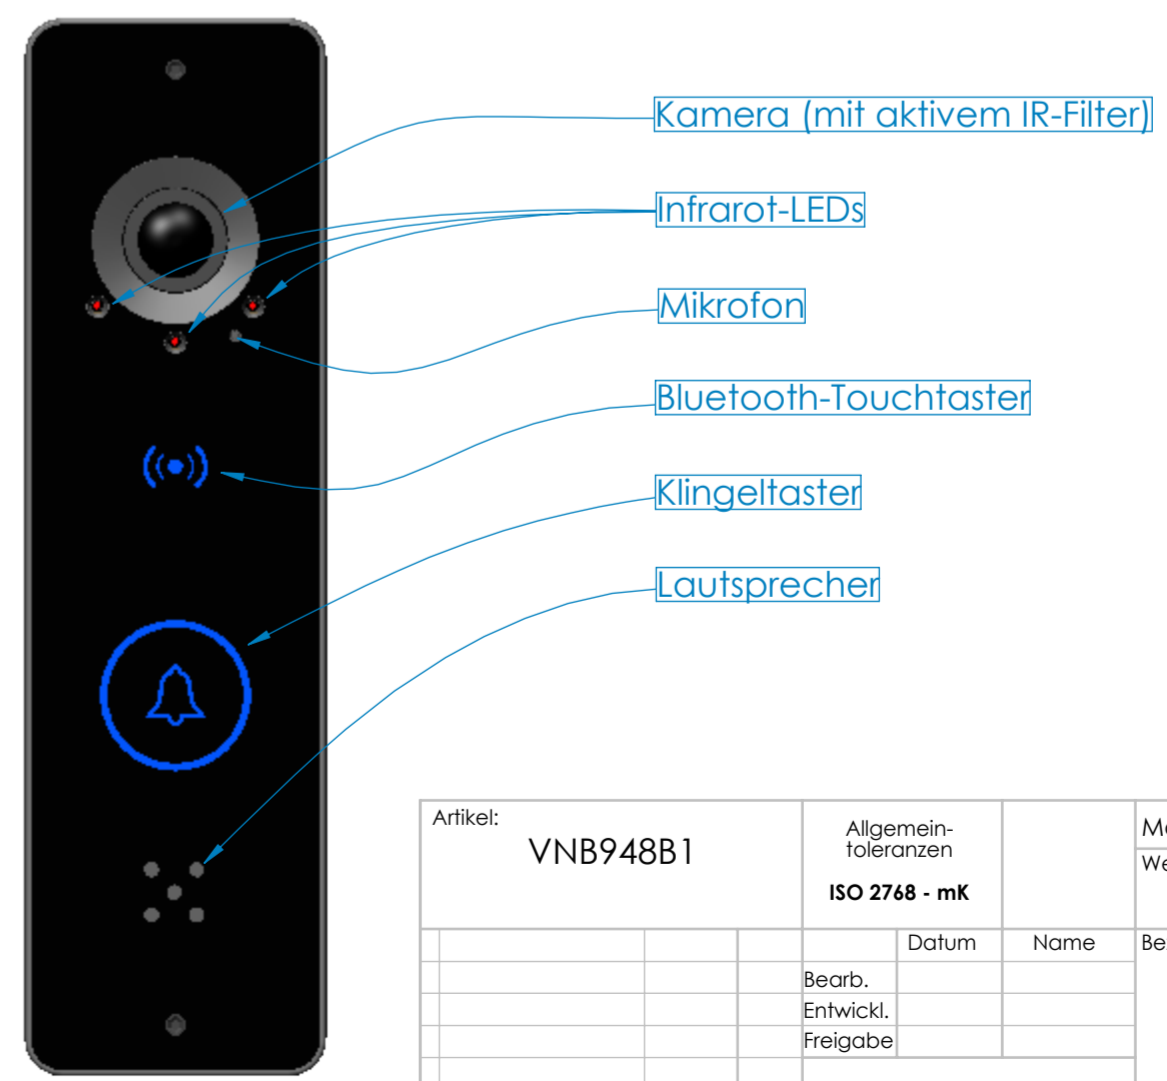 Kamera (mit aktivem IR-Filter)
Infrarot-LEDs
Mikrofon
Bluetooth-Touchtaster
Klingeltaster
Lautsprecher
Artikel:
VNB948B1
Allgemein-
toleranzen
ISO 2768 - mK
Datum
Name
Bearb.
Entwickl.
Freigabe